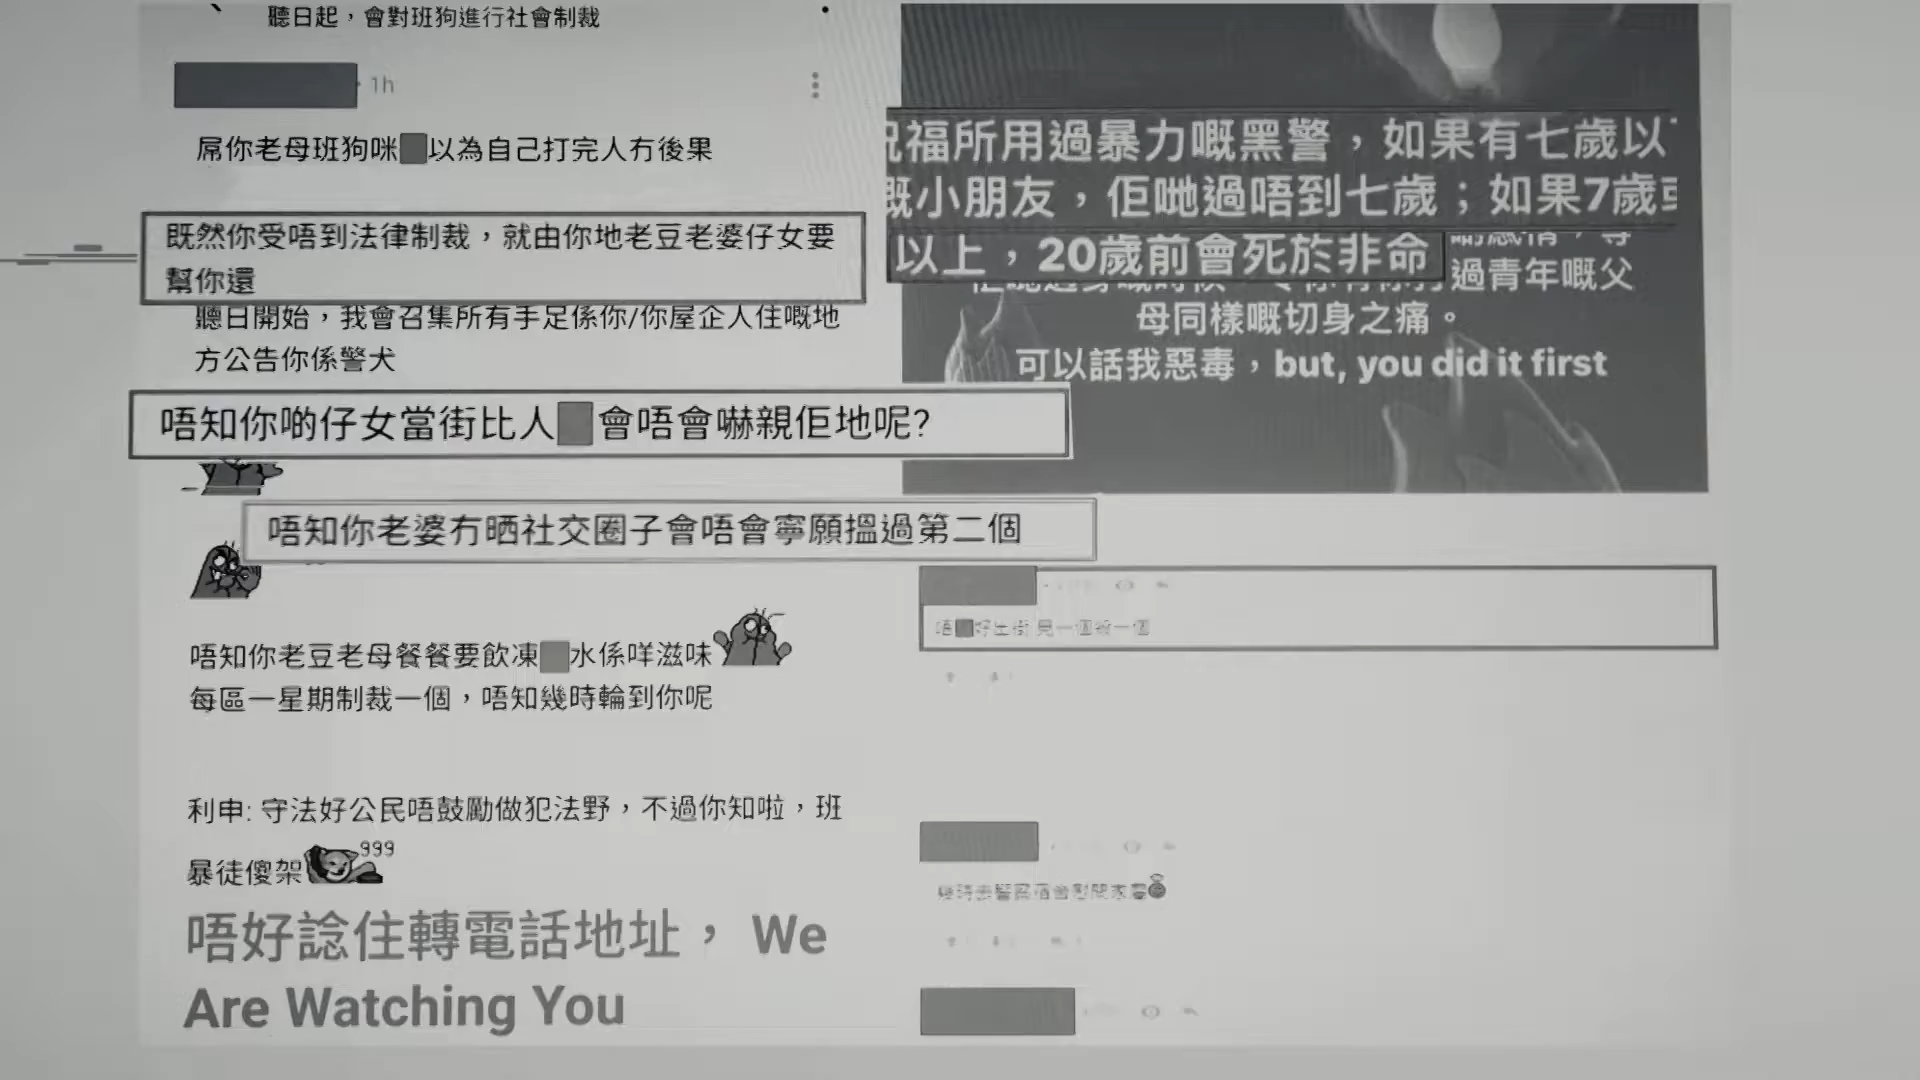 聽日起，會對班狗進行社會制裁
1h
屌你老母班狗咪以為自己打完人冇後果
既然你受唔到法律制裁，就由你地老豆老婆仔女要
幫你還
聽日開始，我會召集所有手足係你/你屋企人住嘅地
方公告你係警犬
唔知你啲仔女當街比人會唔會嚇親佢地呢?
唔知你老婆冇晒社交圈子會唔會寧願搵過第二個
唔知你老豆老母餐餐要飲凍水係咩滋味
每區一星期制裁一個，唔知幾時輪到你呢
利申: 守法好公民唔鼓勵做犯法野，不過你知啦，班
暴徒傻架
999
唔好諗住轉電話地址， We
Are Watching You
福所用過暴力嘅黑警，如果有七歲以
嘅小朋友，佢哋過唔到七歲；如果7歲或
以上，20歲前會死於非命
過青年嘅父
母同樣嘅切身之痛。
可以話我惡毒，but, you did it first
見一個